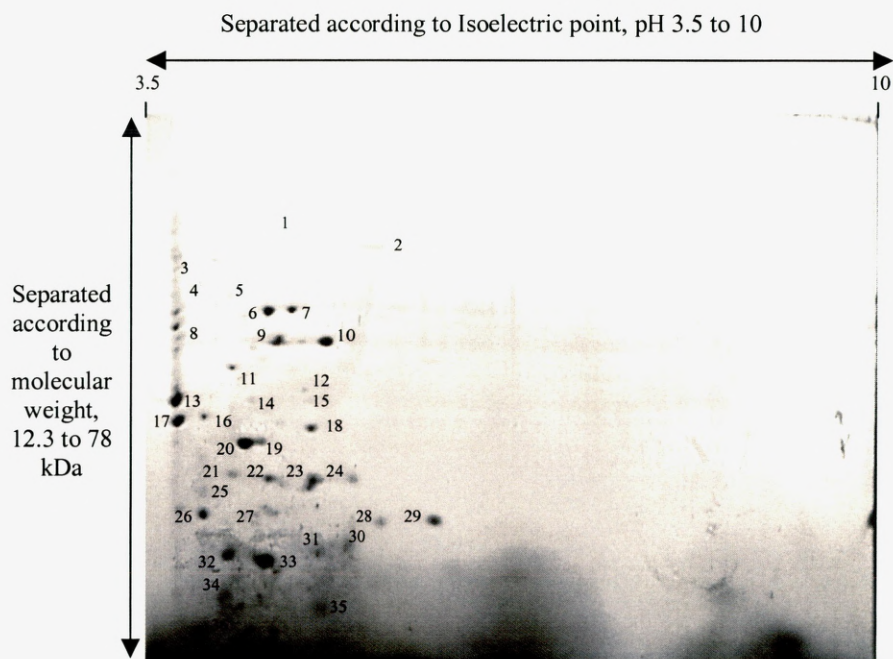 Separated according to Isoelectric point, pH 3.5 to 10
3.5 10
1
2
3
4 5
6 7
8 9 10
11 12
13 14 15
17 16 18
20 19
21 22 23 24
25
26 27 28 29
31 30
32 33
34
35
Separated
according
to
molecular
weight,
12.3 to 78
kDa